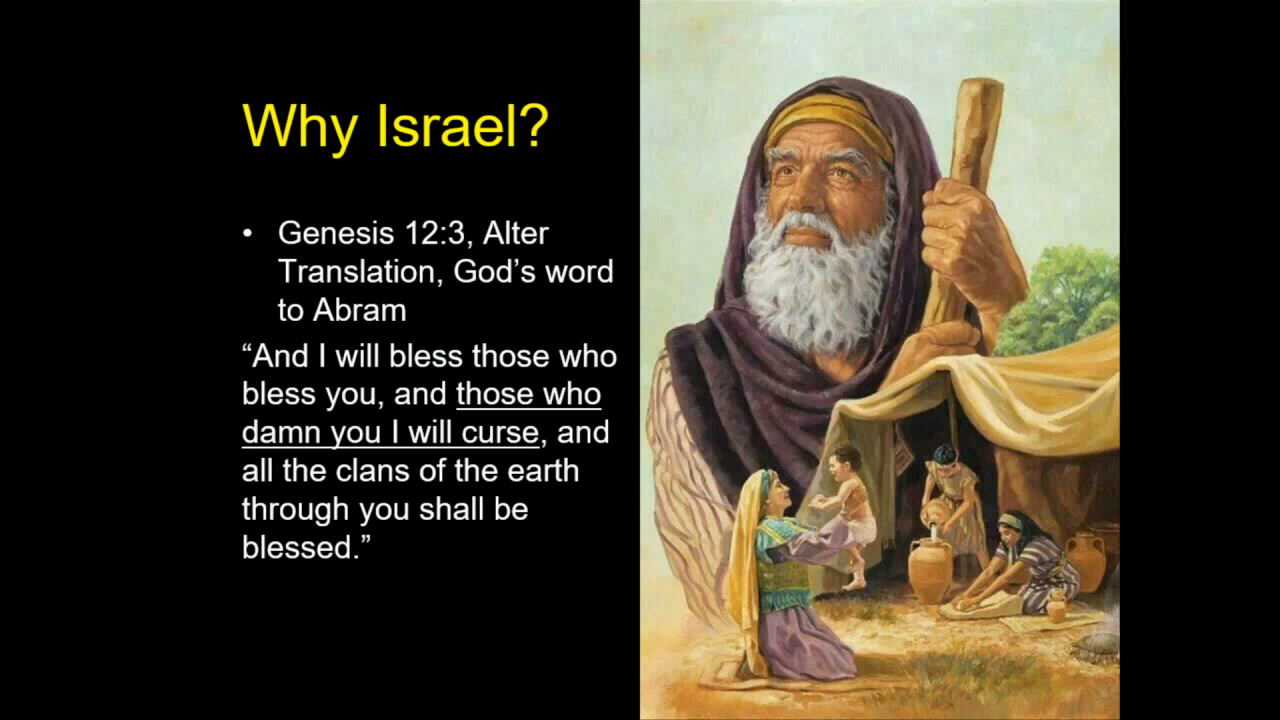 Why Israel?
• Genesis 12:3, Alter
Translation, God’s word
to Abram
“And I will bless those who
bless you, and those who
damn you I will curse, and
all the clans of the earth
through you shall be
blessed.”